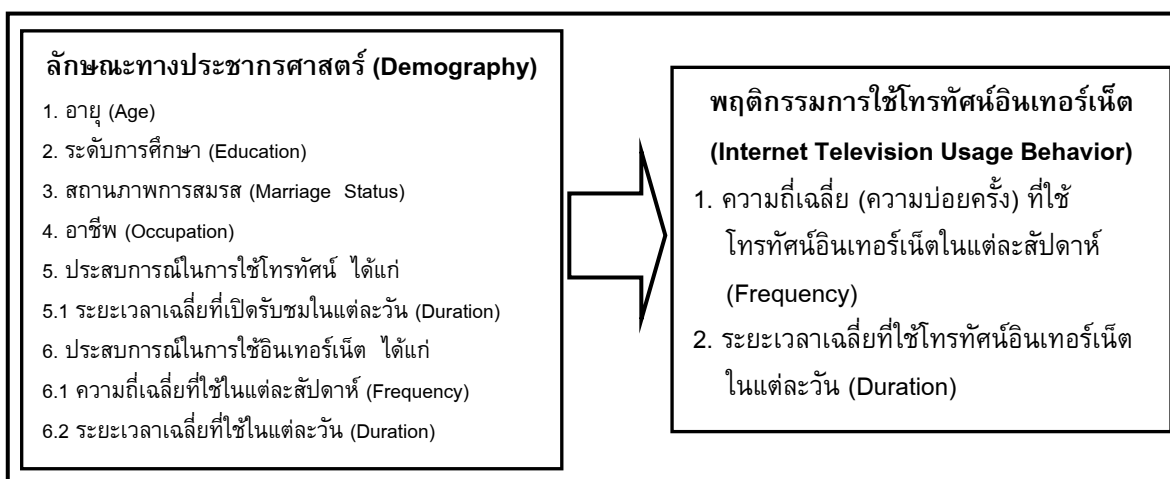 ลักษณะทางประชากรศาสตร์ (Demography)
1. อายุ (Age)
2. ระดับการศึกษา (Education)
3. สถานภาพการสมรส (Marriage Status)
4. อาชีพ (Occupation)
5. ประสบการณ์ในการใช้โทรทัศน์ ได้แก่
5.1 ระยะเวลาเฉลี่ยที่เปิดรับชมในแต่ละวัน (Duration)
6. ประสบการณ์ในการใช้อินเทอร์เน็ต ได้แก่
6.1 ความถี่เฉลี่ยที่ใช้ในแต่ละสัปดาห์ (Frequency)
6.2 ระยะเวลาเฉลี่ยที่ใช้ในแต่ละวัน (Duration)
พฤติกรรมการใช้โทรทัศน์อินเทอร์เน็ต
(Internet Television Usage Behavior)
1. ความถี่เฉลี่ย (ความบ่อยครั้ง) ที่ใช้
โทรทัศน์อินเทอร์เน็ตในแต่ละสัปดาห์
(Frequency)
2. ระยะเวลาเฉลี่ยที่ใช้โทรทัศน์อินเทอร์เน็ต
ในแต่ละวัน (Duration)